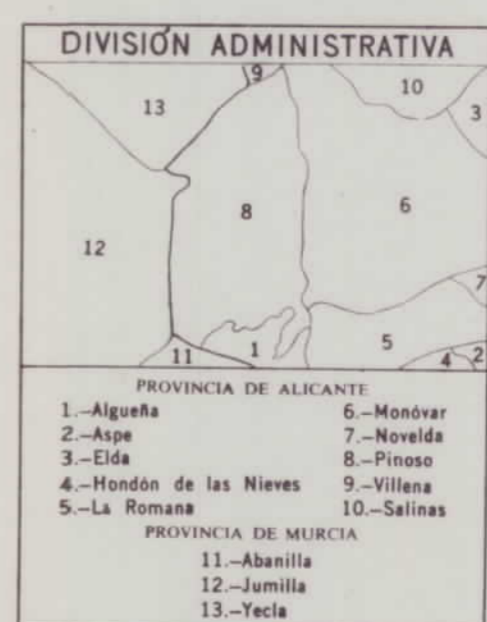 DIVISIÓN ADMINISTRATIVA
9
10
13
3
8
6
12
7
5
11
1
4
2
PROVINCIA DE ALICANTE
1.–Algueña
2.–Aspe
3.–Elda
4.–Hondón de las Nieves
5.–La Romana
6.–Monóvar
7.–Novelda
8.–Pinoso
9.–Villena
10.–Salinas
PROVINCIA DE MURCIA
11.–Abanilla
12.–Jumilla
13.–Yecla